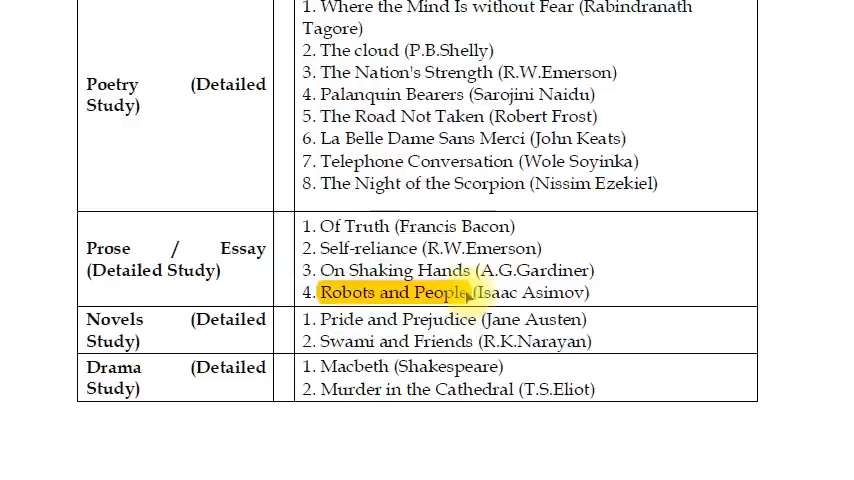 1. Where the Mind Is without Fear (Rabindranath
Tagore)
2. The cloud (P.B.Shelly)
3. The Nation's Strength (R.W.Emerson)
4. Palanquin Bearers (Sarojini Naidu)
5. The Road Not Taken (Robert Frost)
6. La Belle Dame Sans Merci (John Keats)
7. Telephone Conversation (Wole Soyinka)
8. The Night of the Scorpion (Nissim Ezekiel)
Poetry (Detailed
Study)
1. Of Truth (Francis Bacon)
2. Self-reliance (R.W.Emerson)
3. On Shaking Hands (A.G.Gardiner)
4. Robots and People (Isaac Asimov)
Prose / Essay
(Detailed Study)
Novels (Detailed
Study)
1. Pride and Prejudice (Jane Austen)
2. Swami and Friends (R.K.Narayan)
Drama (Detailed
Study)
1. Macbeth (Shakespeare)
2. Murder in the Cathedral (T.S.Eliot)